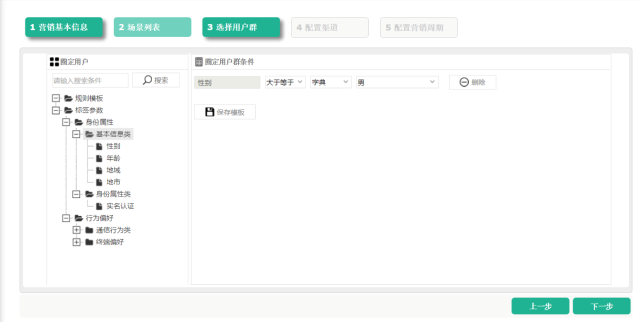 1 营销基本信息
2 场景列表
3 选择用户群
4 配置渠道
5 配置营销周期
圈定用户
请输入搜索条件
搜索
规则模板
标签参数
身份属性
基本信息类
性别
年龄
地域
地市
身份属性类
实名认证
行为偏好
通信行为类
终端偏好
圈定用户群条件
性别
大于等于
字典
男
删除
保存模板
上一步
下一步